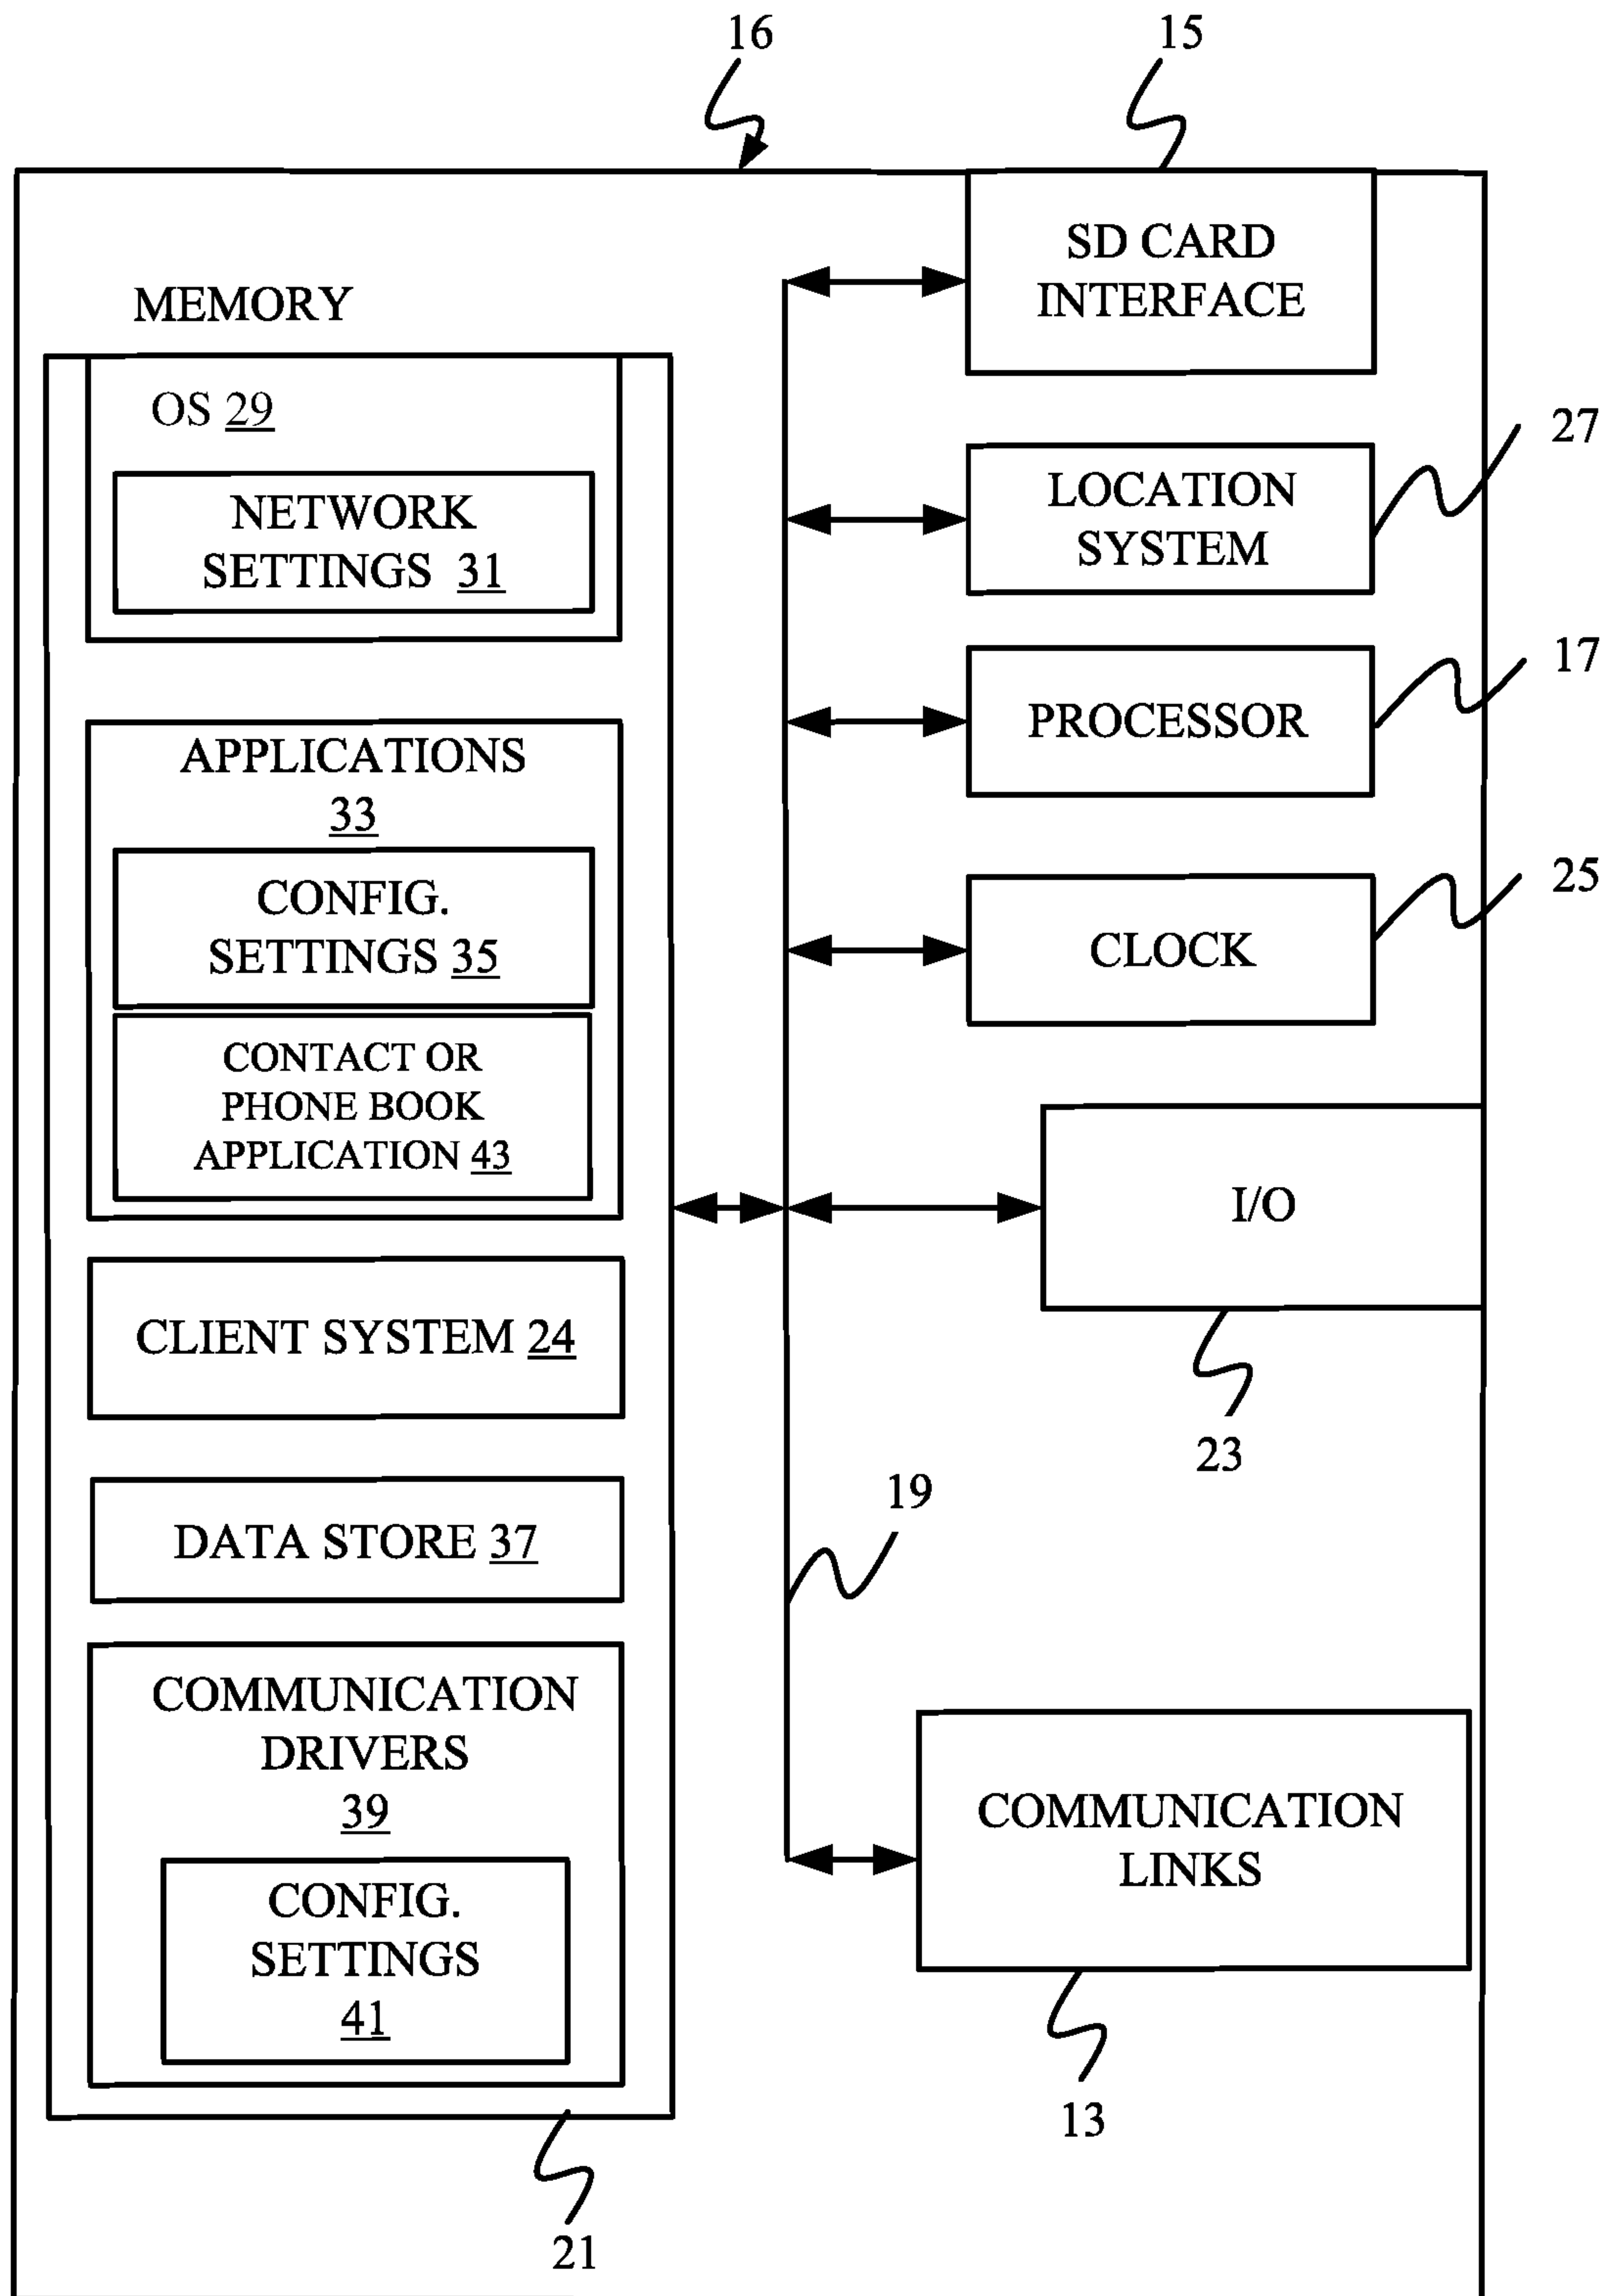 16
15
SD CARD
INTERFACE
MEMORY
OS 29
NETWORK
SETTINGS 31
27
LOCATION
SYSTEM
17
PROCESSOR
APPLICATIONS
33
CONFIG.
SETTINGS 35
25
CLOCK
CONTACT OR
PHONE BOOK
APPLICATION 43
I/O
CLIENT SYSTEM 24
23
19
DATA STORE 37
COMMUNICATION
DRIVERS
39
CONFIG.
SETTINGS
41
COMMUNICATION
LINKS
13
21